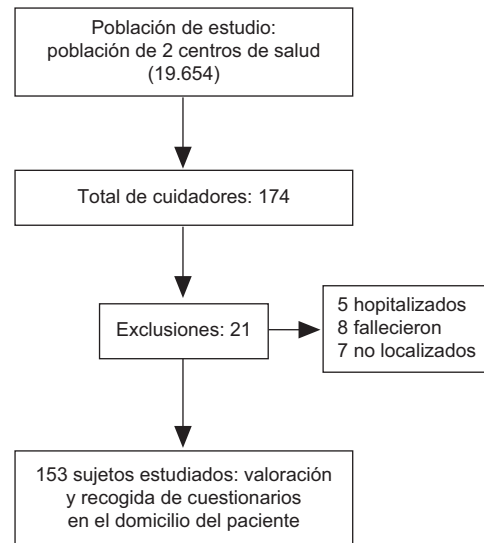 Población de estudio:
población de 2 centros de salud
(19.654)
Total de cuidadores: 174
Exclusiones: 21
5 hopitalizados
8 fallecieron
7 no localizados
153 sujetos estudiados: valoración
y recogida de cuestionarios
en el domicilio del paciente